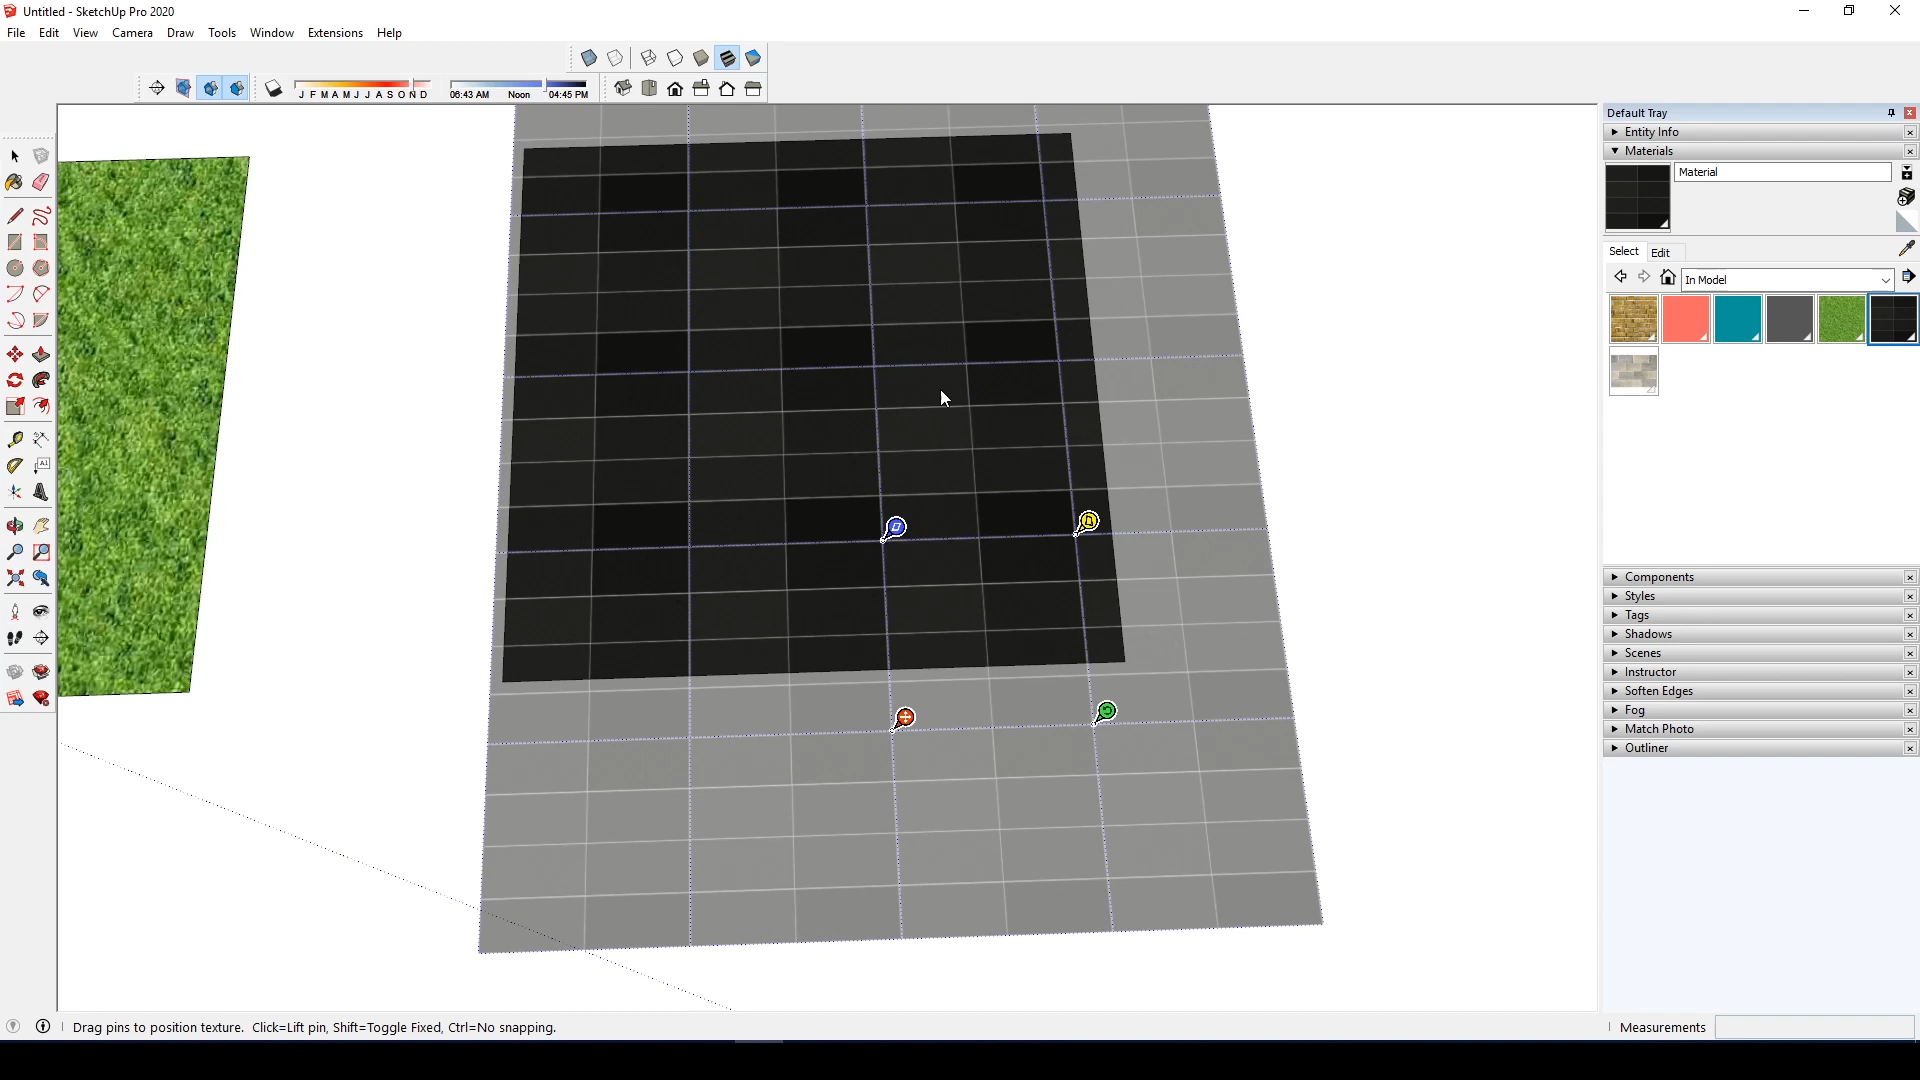 Untitled - SketchUp Pro 2020
File Edit View Camera Draw Tools Window Extensions Help
J F M A M J J A S O N D 06:43 AM Noon 04:45 PM
Default Tray
Entity Info
Materials
Material
Select Edit
In Model
A1
Components
Styles
Tags
Shadows
Scenes
Instructor
Soften Edges
Fog
Match Photo
Outliner
Drag pins to position texture. Click=Lift pin, Shift=Toggle Fixed, Ctrl=No snapping.
Measurements